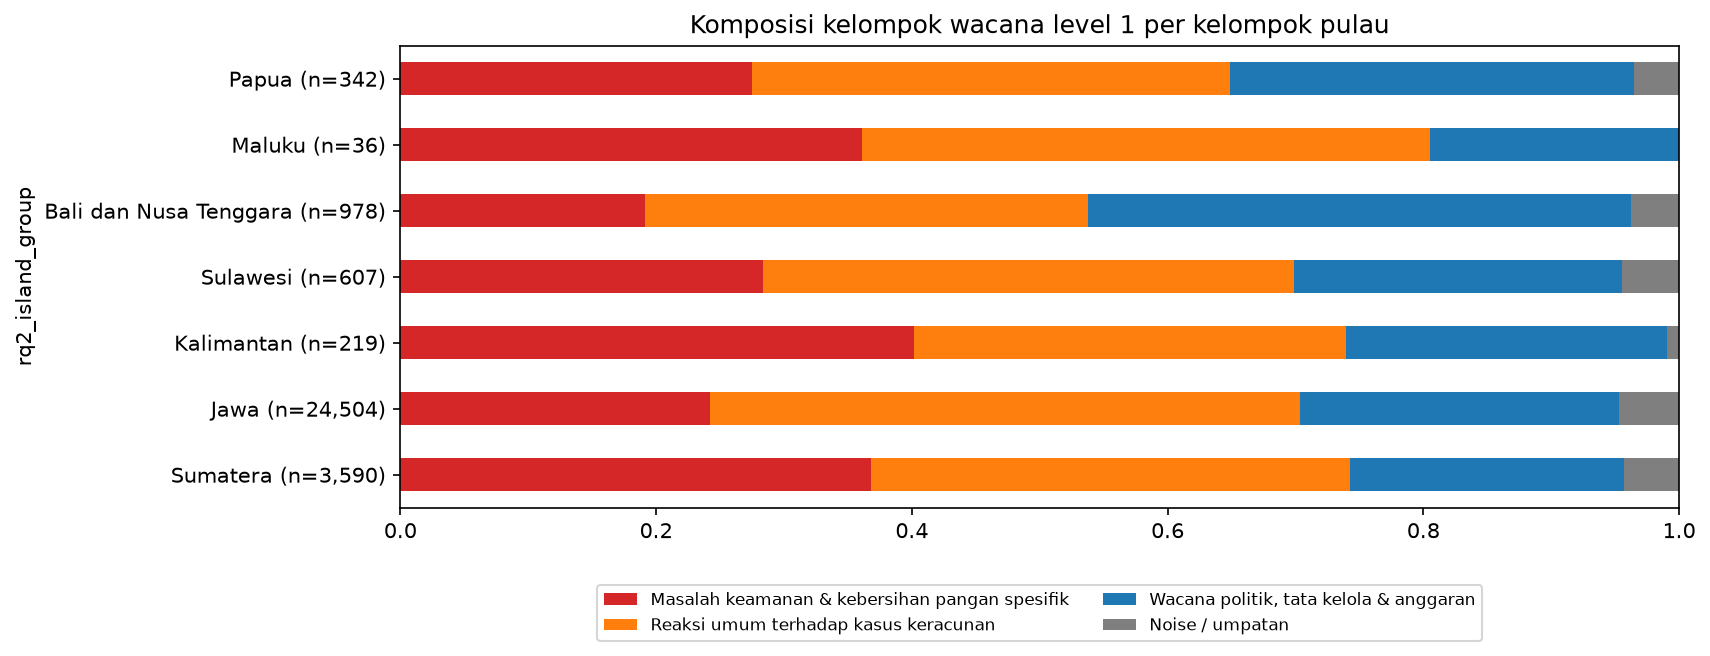 Komposisi kelompok wacana level 1 per kelompok pulau
rq2_island_group
Papua (n=342)
Maluku (n=36)
Bali dan Nusa Tenggara (n=978)
Sulawesi (n=607)
Kalimantan (n=219)
Jawa (n=24,504)
Sumatera (n=3,590)
0.0 0.2 0.4 0.6 0.8 1.0
Masalah keamanan & kebersihan pangan spesifik
Reaksi umum terhadap kasus keracunan
Wacana politik, tata kelola & anggaran
Noise / umpatan